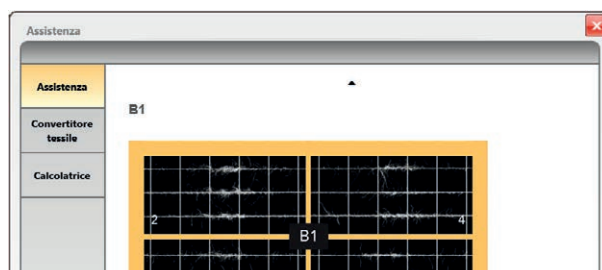 Assistenza
Assistenza
Convertitore
tessile
Calcolatrice
B1
2
4
B1